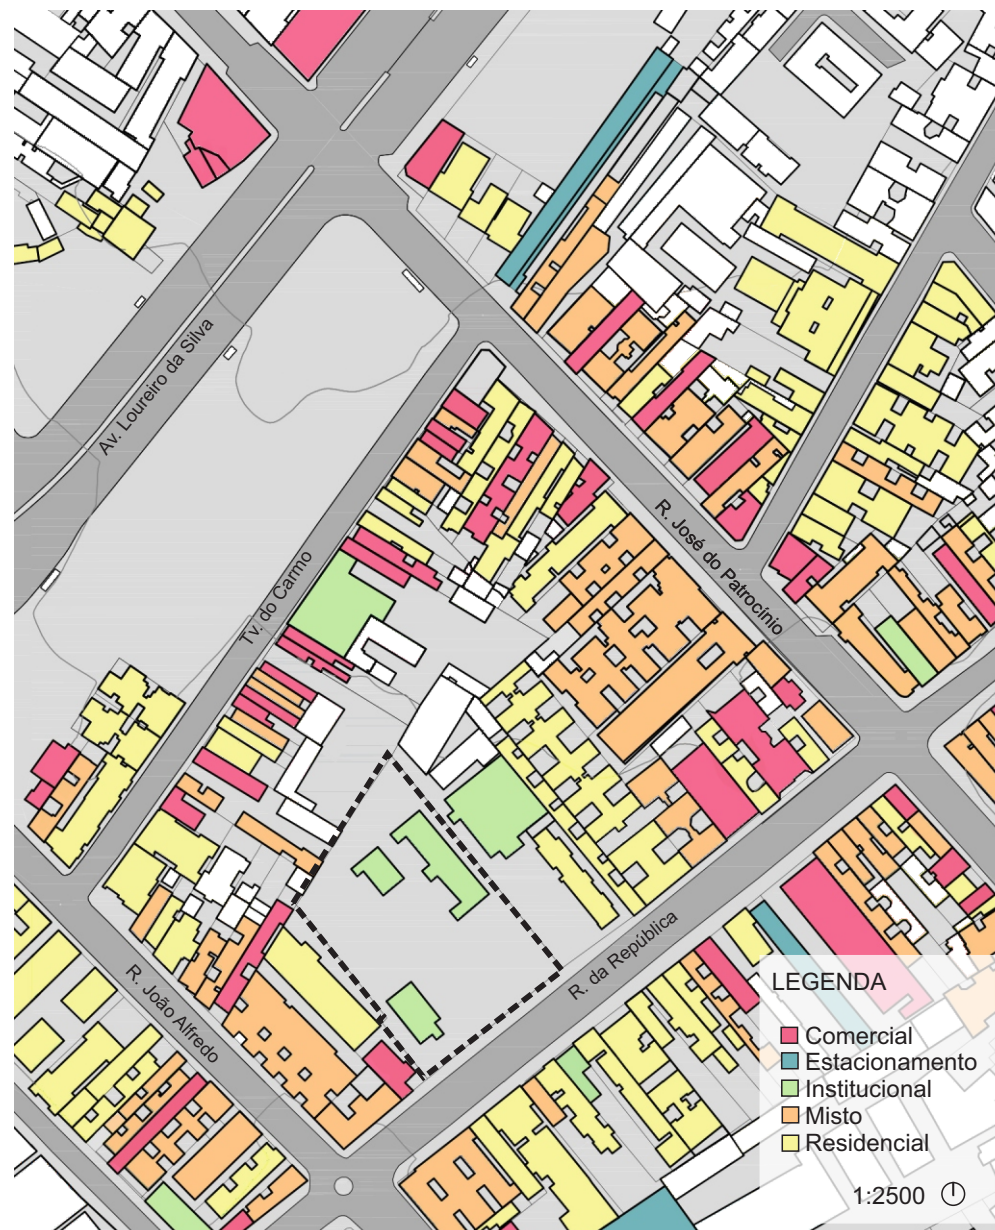 Av. Loureiro da Silva
R. José do Patrocínio
Tv. do Carmo
R. da República
R. João Alfredo
LEGENDA
Comercial
Estacionamento
Institucional
Misto
Residencial
1:2500